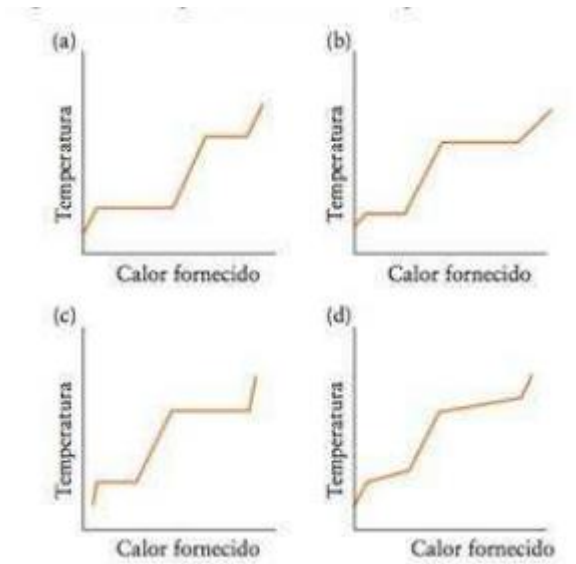 (a)
Temperatura
Calor fornecido
(b)
Temperatura
Calor fornecido
(c)
Temperatura
Calor fornecido
(d)
Temperatura
Calor fornecido